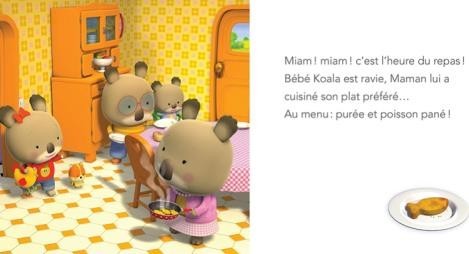 Miam ! miam ! c'est l'heure du repas !
Bébé Koala est ravie, Maman lui a
cuisiné son plat préféré...
Au menu : purée et poisson pané !